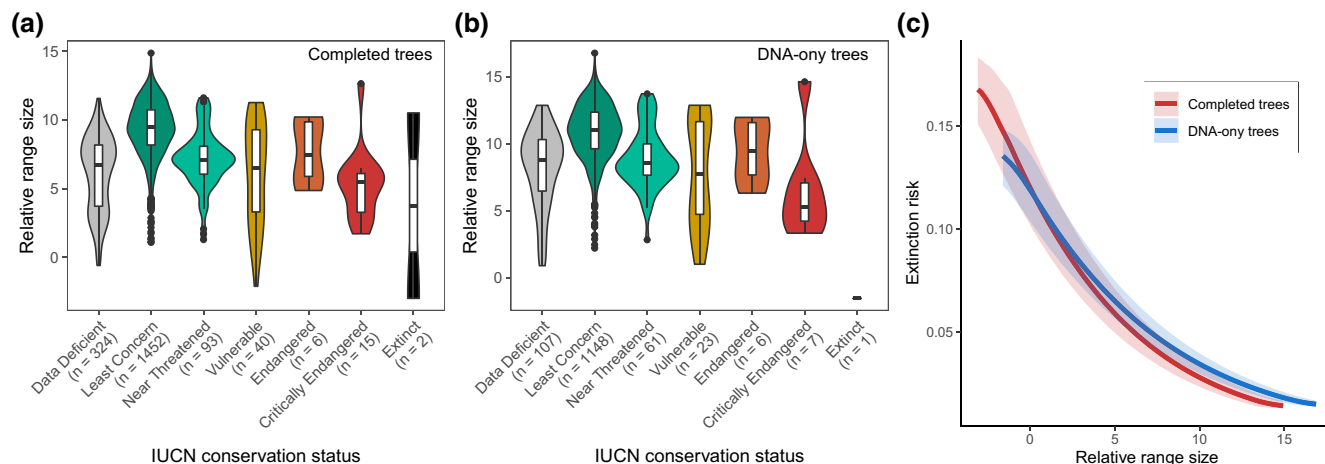 (a)
Completed trees
Relative range size
15
10
5
0
Data Deficient
(n = 324)
Least Concern
(n = 1452)
Near Threatened
(n = 93)
Vulnerable
(n = 40)
Endangered
(n = 6)
Critically Endangered
(n = 15)
Extinct
(n = 2)
IUCN conservation status
(b)
DNA-ony trees
Relative range size
15
10
5
0
Data Deficient
(n = 107)
Least Concern
(n = 1148)
Near Threatened
(n = 61)
Vulnerable
(n = 23)
Endangered
(n = 6)
Critically Endangered
(n = 7)
Extinct
(n = 1)
IUCN conservation status
(c)
Completed trees
DNA-ony trees
Extinction risk
0.15
0.10
0.05
0
5
10
15
Relative range size